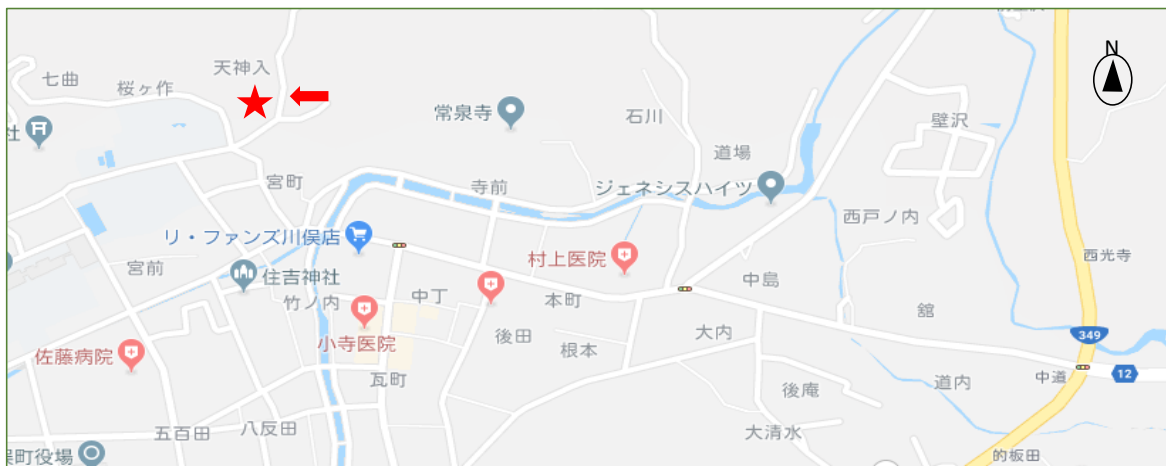 N
天神入
七曲
桜ヶ作
常泉寺
石川
壁沢
社
道場
宮町
寺前
ジェネシスハイツ
西戸ノ内
リ・ファンズ川俣店
宮前
住吉神社
村上医院
西光寺
中島
竹ノ内
中丁
本町
舘
小寺医院
後田
大内
349
佐藤病院
根本
瓦町
中道
12
道内
後庵
五百田
八反田
大清水
俣町役場
的板田